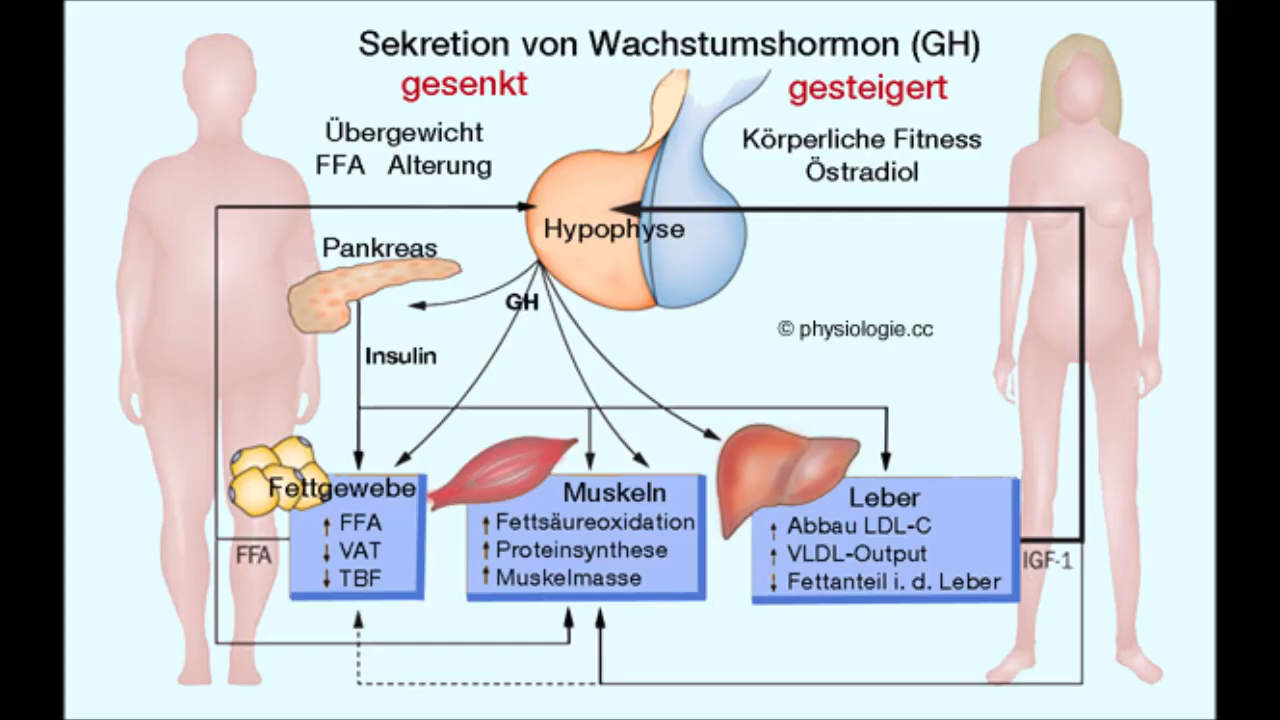 Sekretion von Wachstumshormon (GH)
gesenkt
gesteigert
Übergewicht
FFA Alterung
Körperliche Fitness
Östradiol
Hypophyse
Pankreas
GH
© physiologie.cc
Insulin
Fettgewebe
↑ FFA
↓ VAT
↓ TBF
Muskeln
↑ Fettsäureoxidation
↑ Proteinsynthese
↑ Muskelmasse
Leber
↑ Abbau LDL-C
↑ VLDL-Output
↓ Fettanteil i. d. Leber
FFA
IGF-1